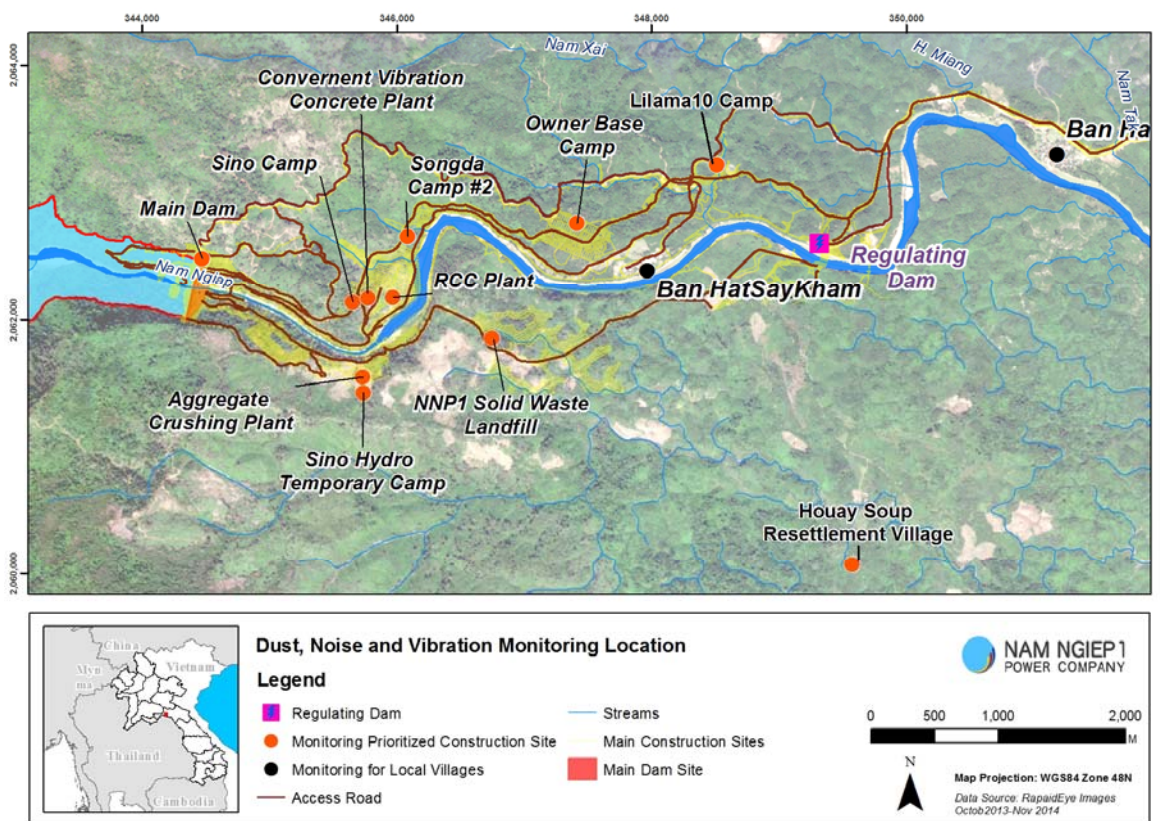 344,000
346,000
348,000
350,000
2,064,000
2,062,000
2,060,000
Nam Xai
H. Miang
Nam Tak
Convernent Vibration
Concrete Plant
Lilama10 Camp
Owner Base
Camp
Ban Ha
Sino Camp
Songda
Camp #2
Main Dam
Nam Ngiap
RCC Plant
Ban HatSayKham
Regulating
Dam
Aggregate
Crushing Plant
NNP1 Solid Waste
Landfill
Sino Hydro
Temporary Camp
Houay Soup
Resettlement Village
China
Myn
ma
Vietnam
Thailand
Cambodia
Dust, Noise and Vibration Monitoring Location
Legend
Regulating Dam
Monitoring Prioritized Construction Site
Monitoring for Local Villages
Access Road
Streams
Main Construction Sites
Main Dam Site
NAM NGIEP1
POWER COMPANY
0 500 1,000 2,000
M
N
Map Projection: WGS84 Zone 48N
Data Source: RapaidEye Images
Octob2013-Nov 2014